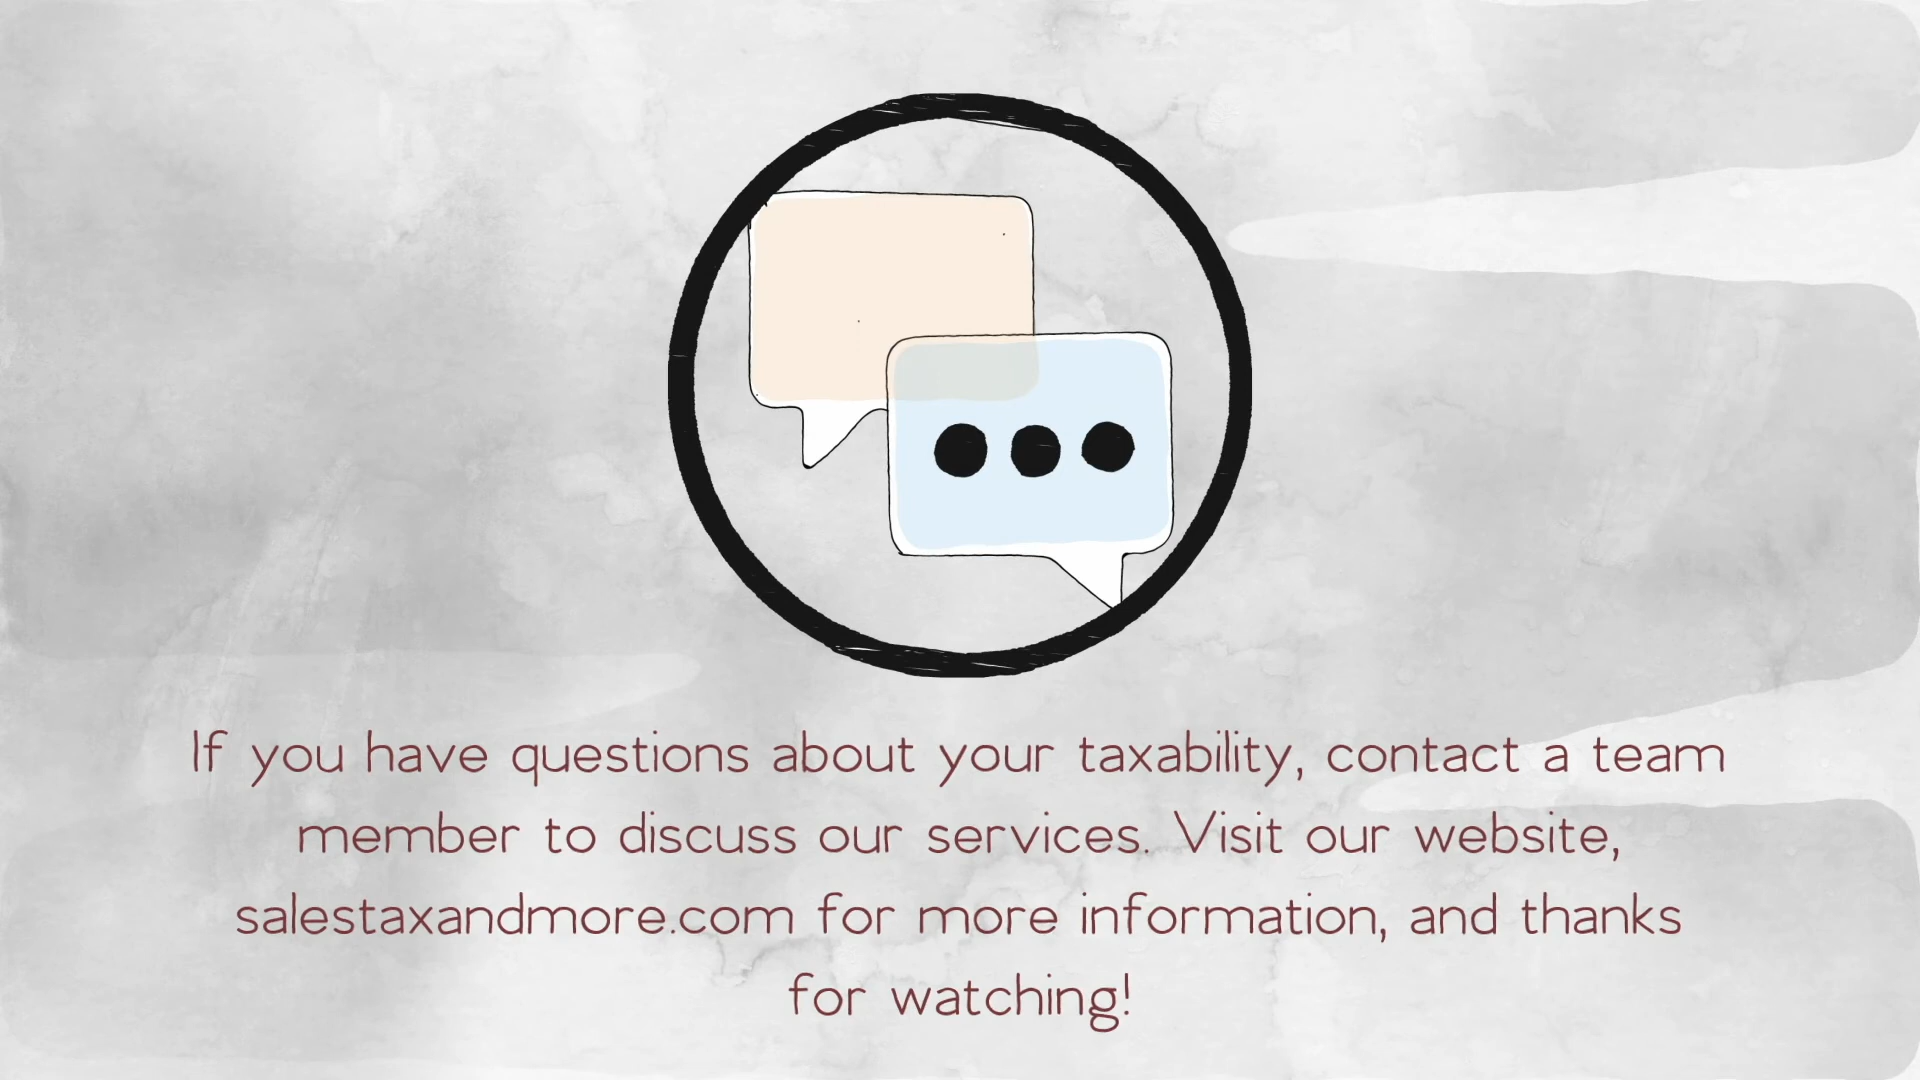 If you have questions about your taxability, contact a team
member to discuss our services. Visit our website,
salestaxandmore.com for more information, and thanks
for watching!